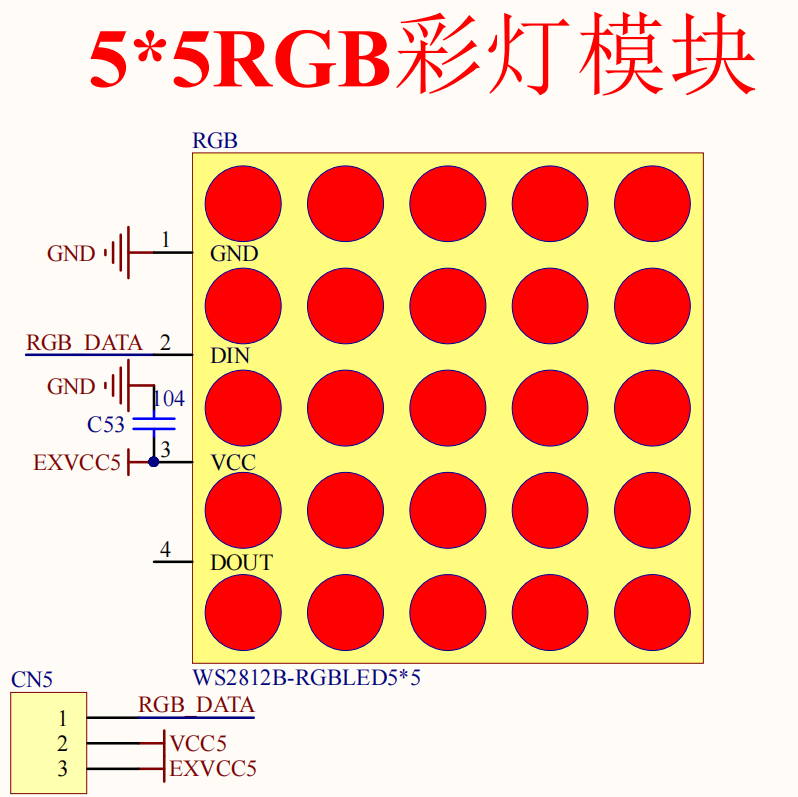 5*5RGB彩灯模块
RGB
GND 1 GND
RGB_DATA 2 DIN
GND
104
C53
EXVCC5 3 VCC
4 DOUT
WS2812B-RGBLED5*5
CN5
1 RGB_DATA
2 VCC5
3 EXVCC5